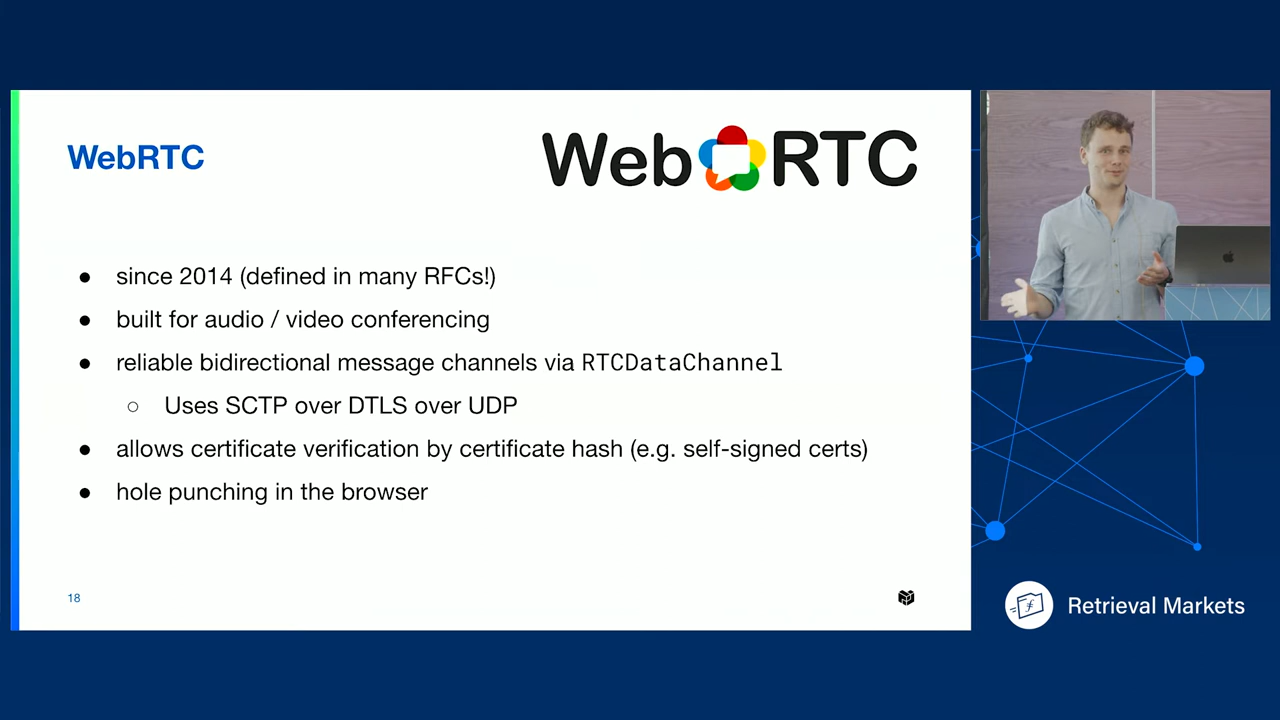 WebRTC
Web RTC
● since 2014 (defined in many RFCs!)
● built for audio / video conferencing
● reliable bidirectional message channels via RTCDataChannel
○ Uses SCTP over DTLS over UDP
● allows certificate verification by certificate hash (e.g. self-signed certs)
● hole punching in the browser
18
Retrieval Markets